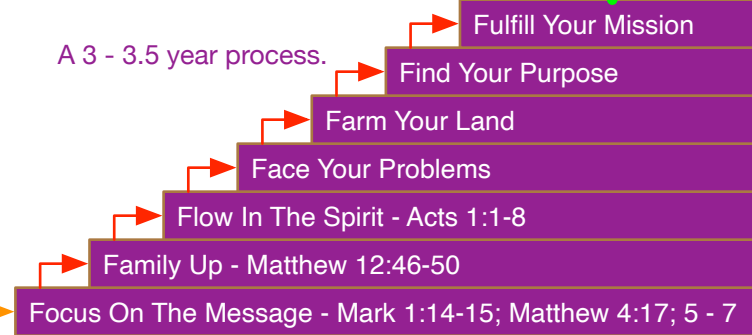 Fulfill Your Mission
A 3 - 3.5 year process.
Find Your Purpose
Farm Your Land
Face Your Problems
Flow In The Spirit - Acts 1:1-8
Family Up - Matthew 12:46-50
Focus On The Message - Mark 1:14-15; Matthew 4:17; 5 - 7